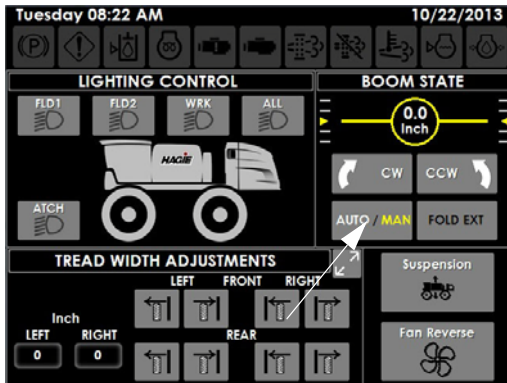 Tuesday 08:22 AM 10/22/2013
(P)
LIGHTING CONTROL
FLD1 FLD2 WRK ALL
HAGIE
ATCH
BOOM STATE
0.0
Inch
CW CCW
AUTO / MAN FOLD EXT
TREAD WIDTH ADJUSTMENTS
LEFT FRONT RIGHT
Inch
LEFT RIGHT REAR
0 0
Suspension
Fan Reverse